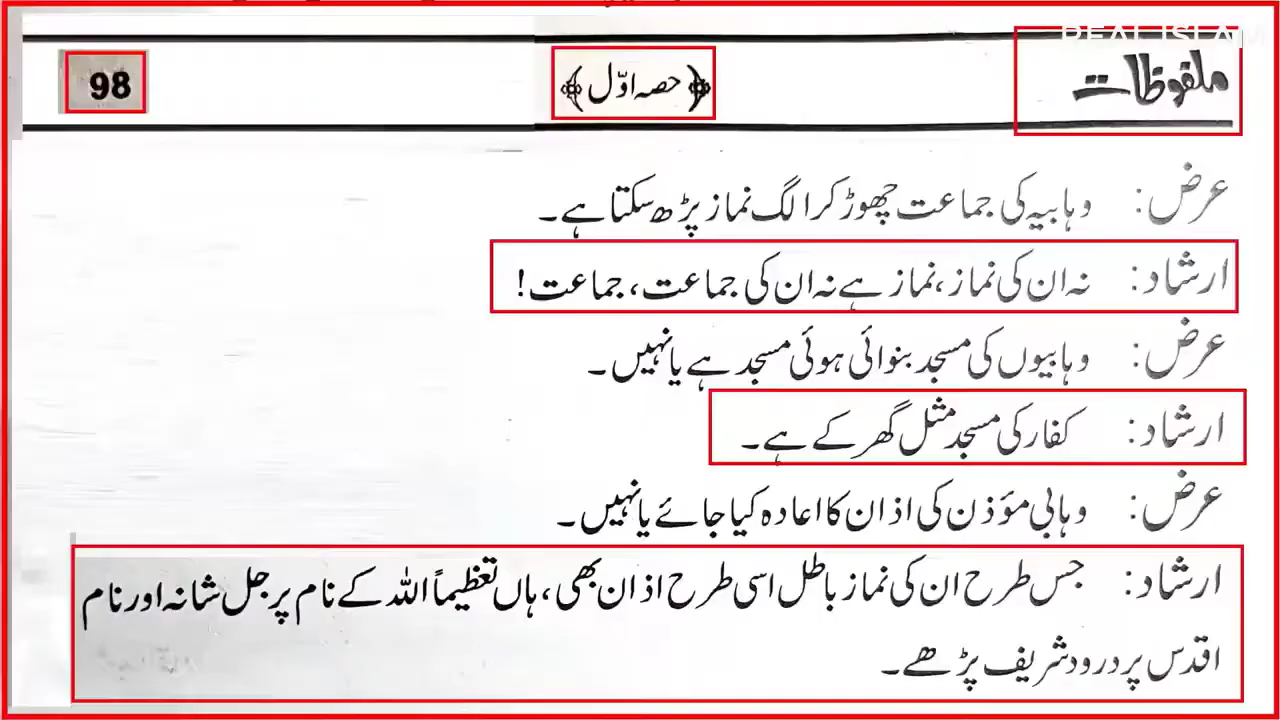 REAL ISLAM
ملفوظات ﴿حصہ اوّل﴾ 98
عرض: وہابیہ کی جماعت چھوڑ کر الگ نماز پڑھ سکتا ہے۔
ارشاد: نہ ان کی نماز، نماز ہے نہ ان کی جماعت، جماعت!
عرض: وہابیوں کی مسجد بنوائی ہوئی مسجد ہے یا نہیں۔
ارشاد: کفار کی مسجد مثل گھر کے ہے۔
عرض: وہابی مؤذن کی اذان کا اعادہ کیا جائے یا نہیں۔
ارشاد: جس طرح ان کی نماز باطل اسی طرح اذان بھی، ہاں تعظیماً اللہ کے نام پر جل شانہ اور نام
اقدس پر درود شریف پڑھے۔